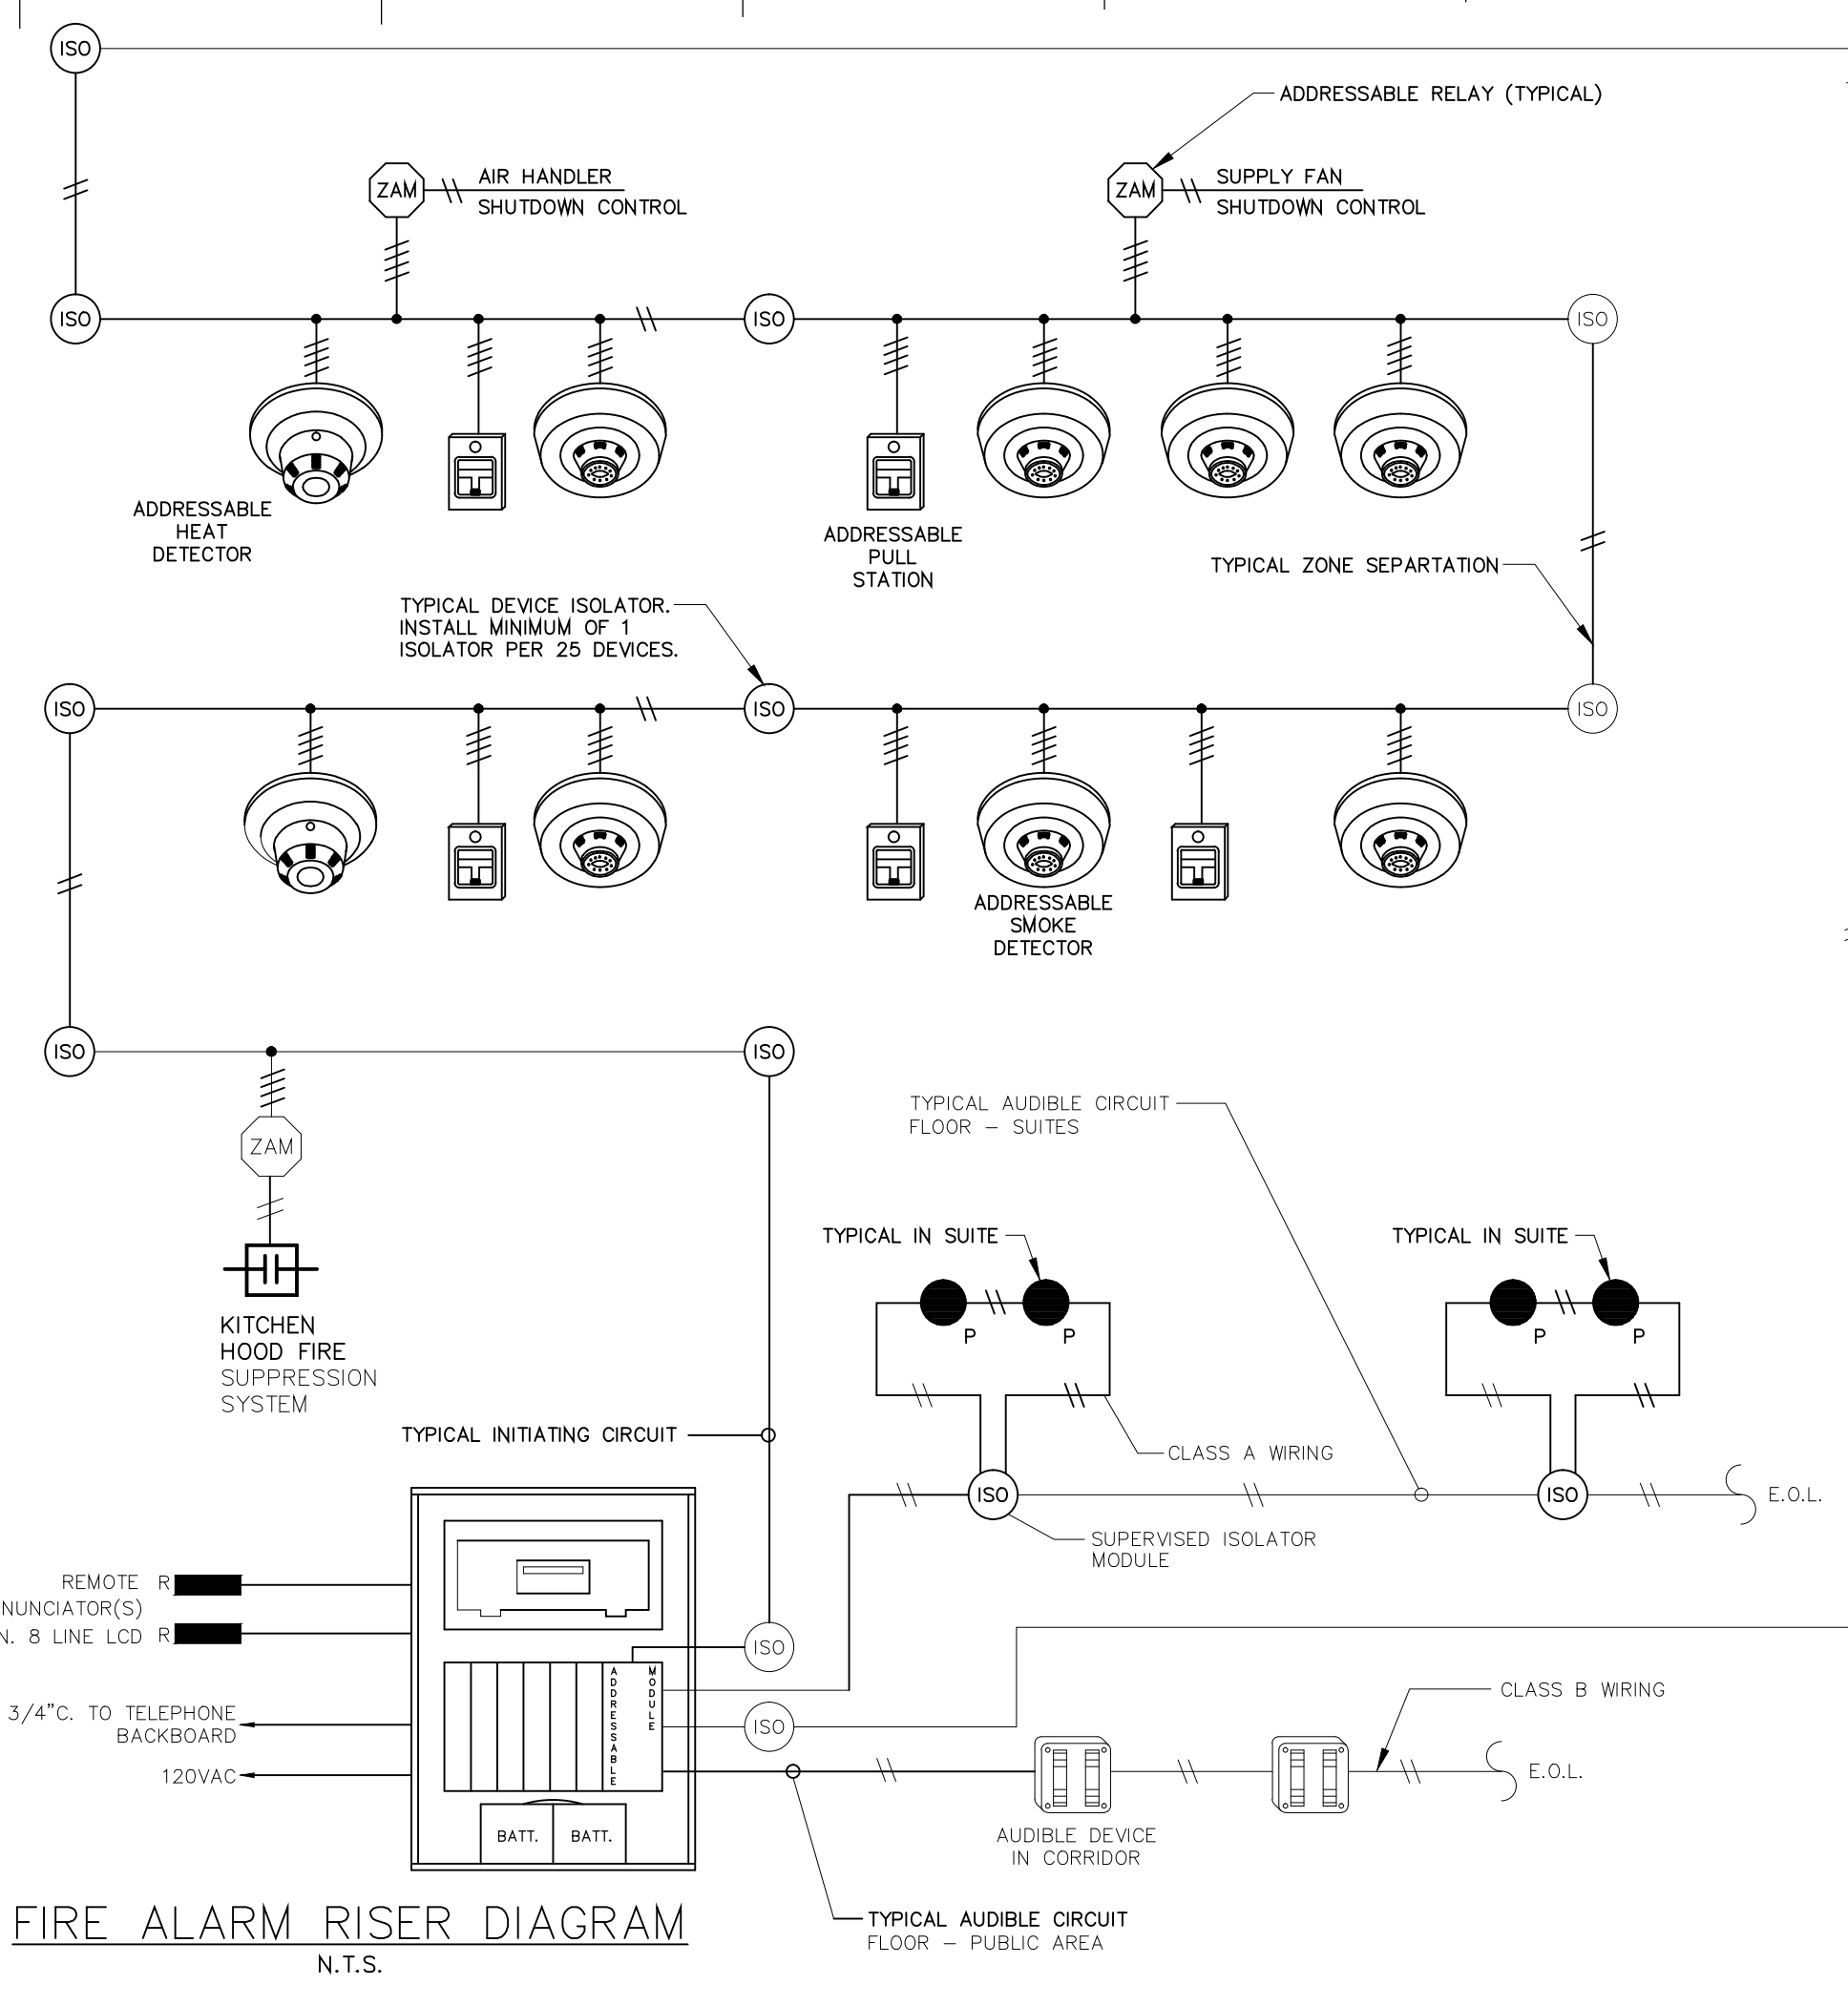 ISO
ADDRESSABLE RELAY (TYPICAL)
ZAM
AIR HANDLER
SHUTDOWN CONTROL
ZAM
SUPPLY FAN
SHUTDOWN CONTROL
ISO
ISO
ISO
ADDRESSABLE
HEAT
DETECTOR
ADDRESSABLE
PULL
STATION
TYPICAL ZONE SEPARTATION
TYPICAL DEVICE ISOLATOR.
INSTALL MINIMUM OF 1
ISOLATOR PER 25 DEVICES.
ISO
ISO
ISO
ADDRESSABLE
SMOKE
DETECTOR
ISO
ISO
ZAM
KITCHEN
HOOD FIRE
SUPPRESSION
SYSTEM
TYPICAL AUDIBLE CIRCUIT
FLOOR – SUITES
TYPICAL IN SUITE
P
P
TYPICAL IN SUITE
P
P
TYPICAL INITIATING CIRCUIT
CLASS A WIRING
ISO
ISO
E.O.L.
SUPERVISED ISOLATOR
MODULE
REMOTE R
NUNCIATOR(S)
N. 8 LINE LCD R
ISO
ADDRESSABLE
MODULE
ISO
3/4"C. TO TELEPHONE
BACKBOARD
120VAC
CLASS B WIRING
E.O.L.
BATT.
BATT.
AUDIBLE DEVICE
IN CORRIDOR
TYPICAL AUDIBLE CIRCUIT
FLOOR – PUBLIC AREA
FIRE ALARM RISER DIAGRAM
N.T.S.